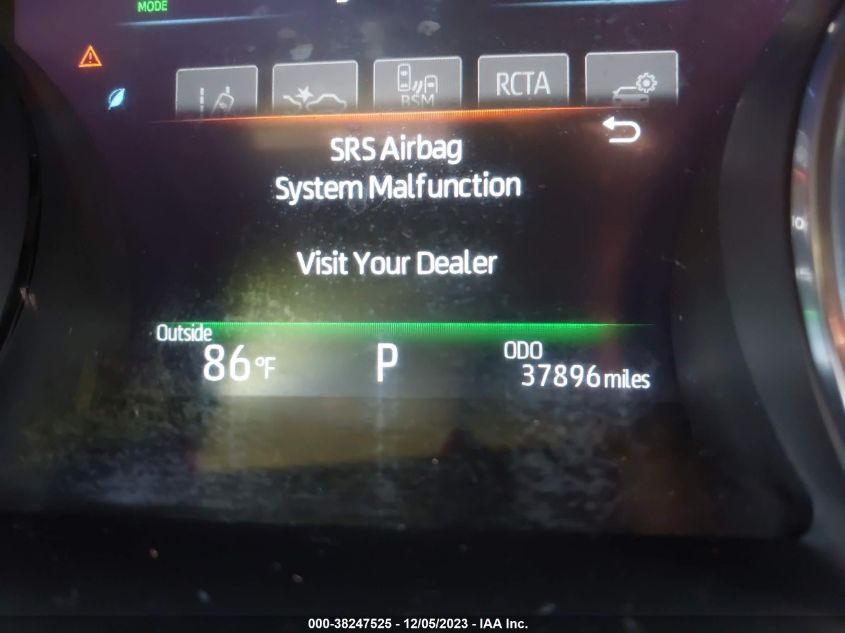 MODE
BSM
RCTA
SRS Airbag
System Malfunction
Visit Your Dealer
Outside
86°F
P
ODO
37896 miles
000-38247525 - 12/05/2023 - IAA Inc.